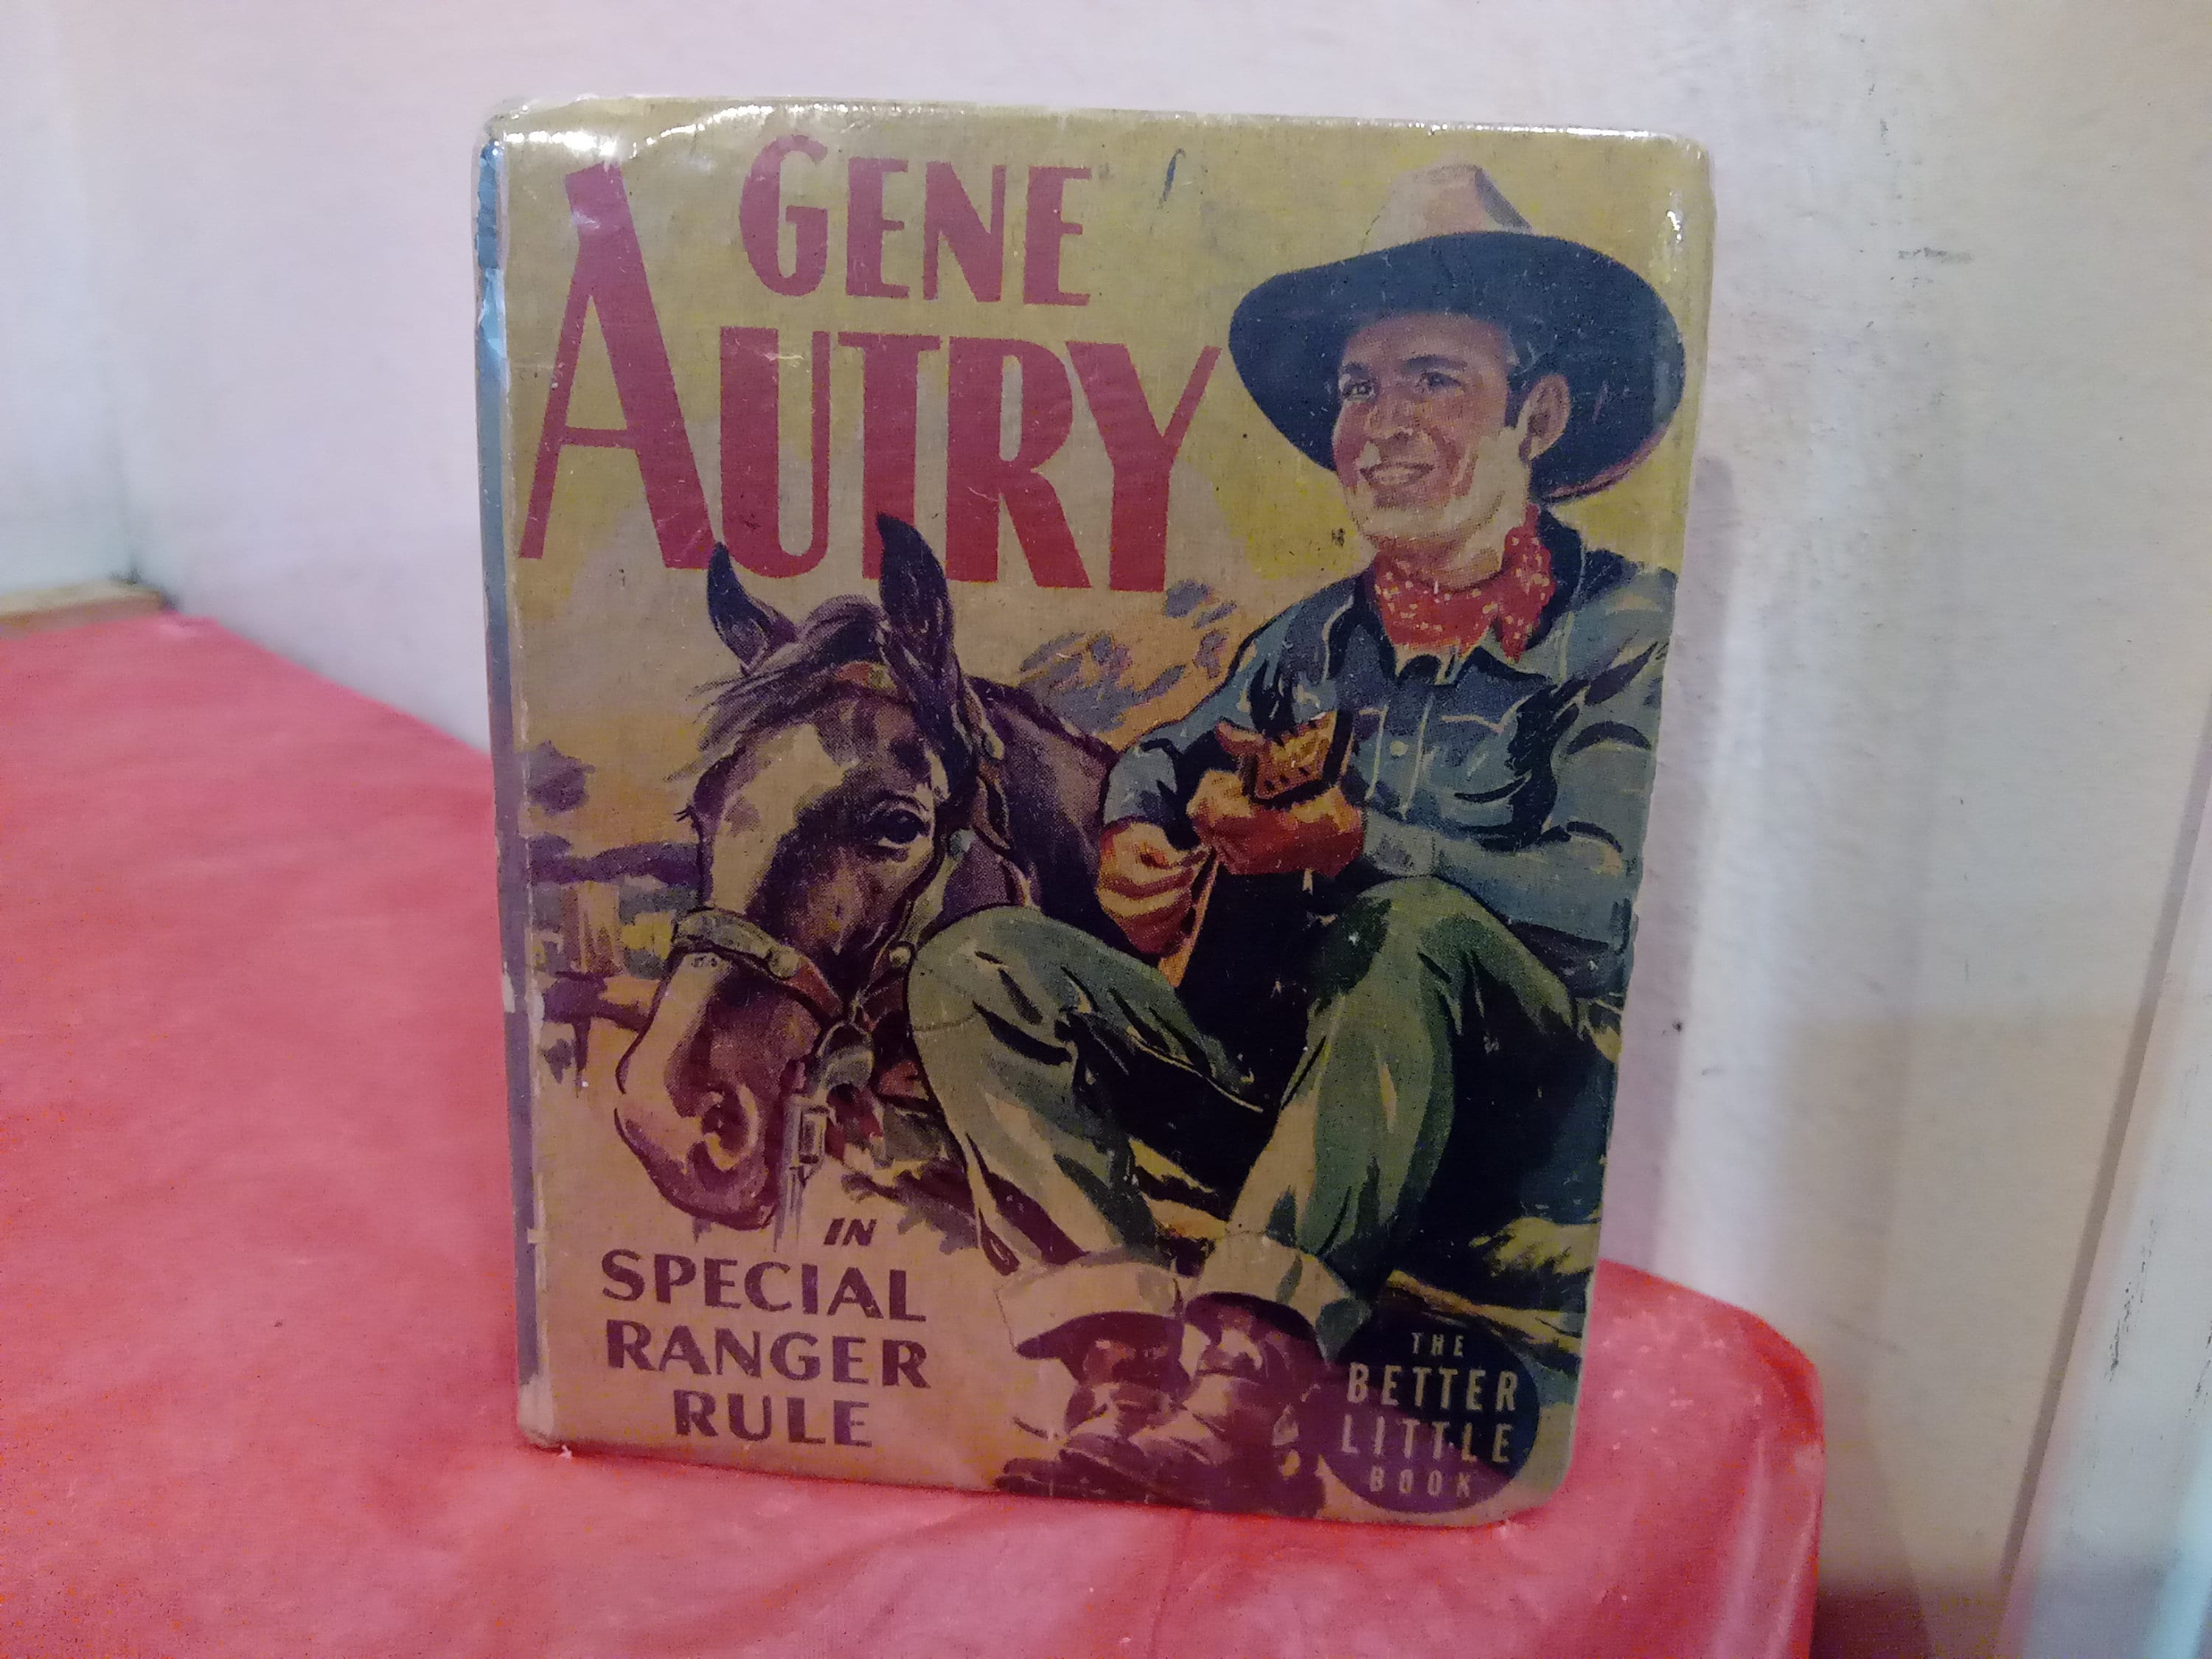 GENE
AUTRY
IN
SPECIAL
RANGER
RULE
THE
BETTER
LITTLE
BOOK